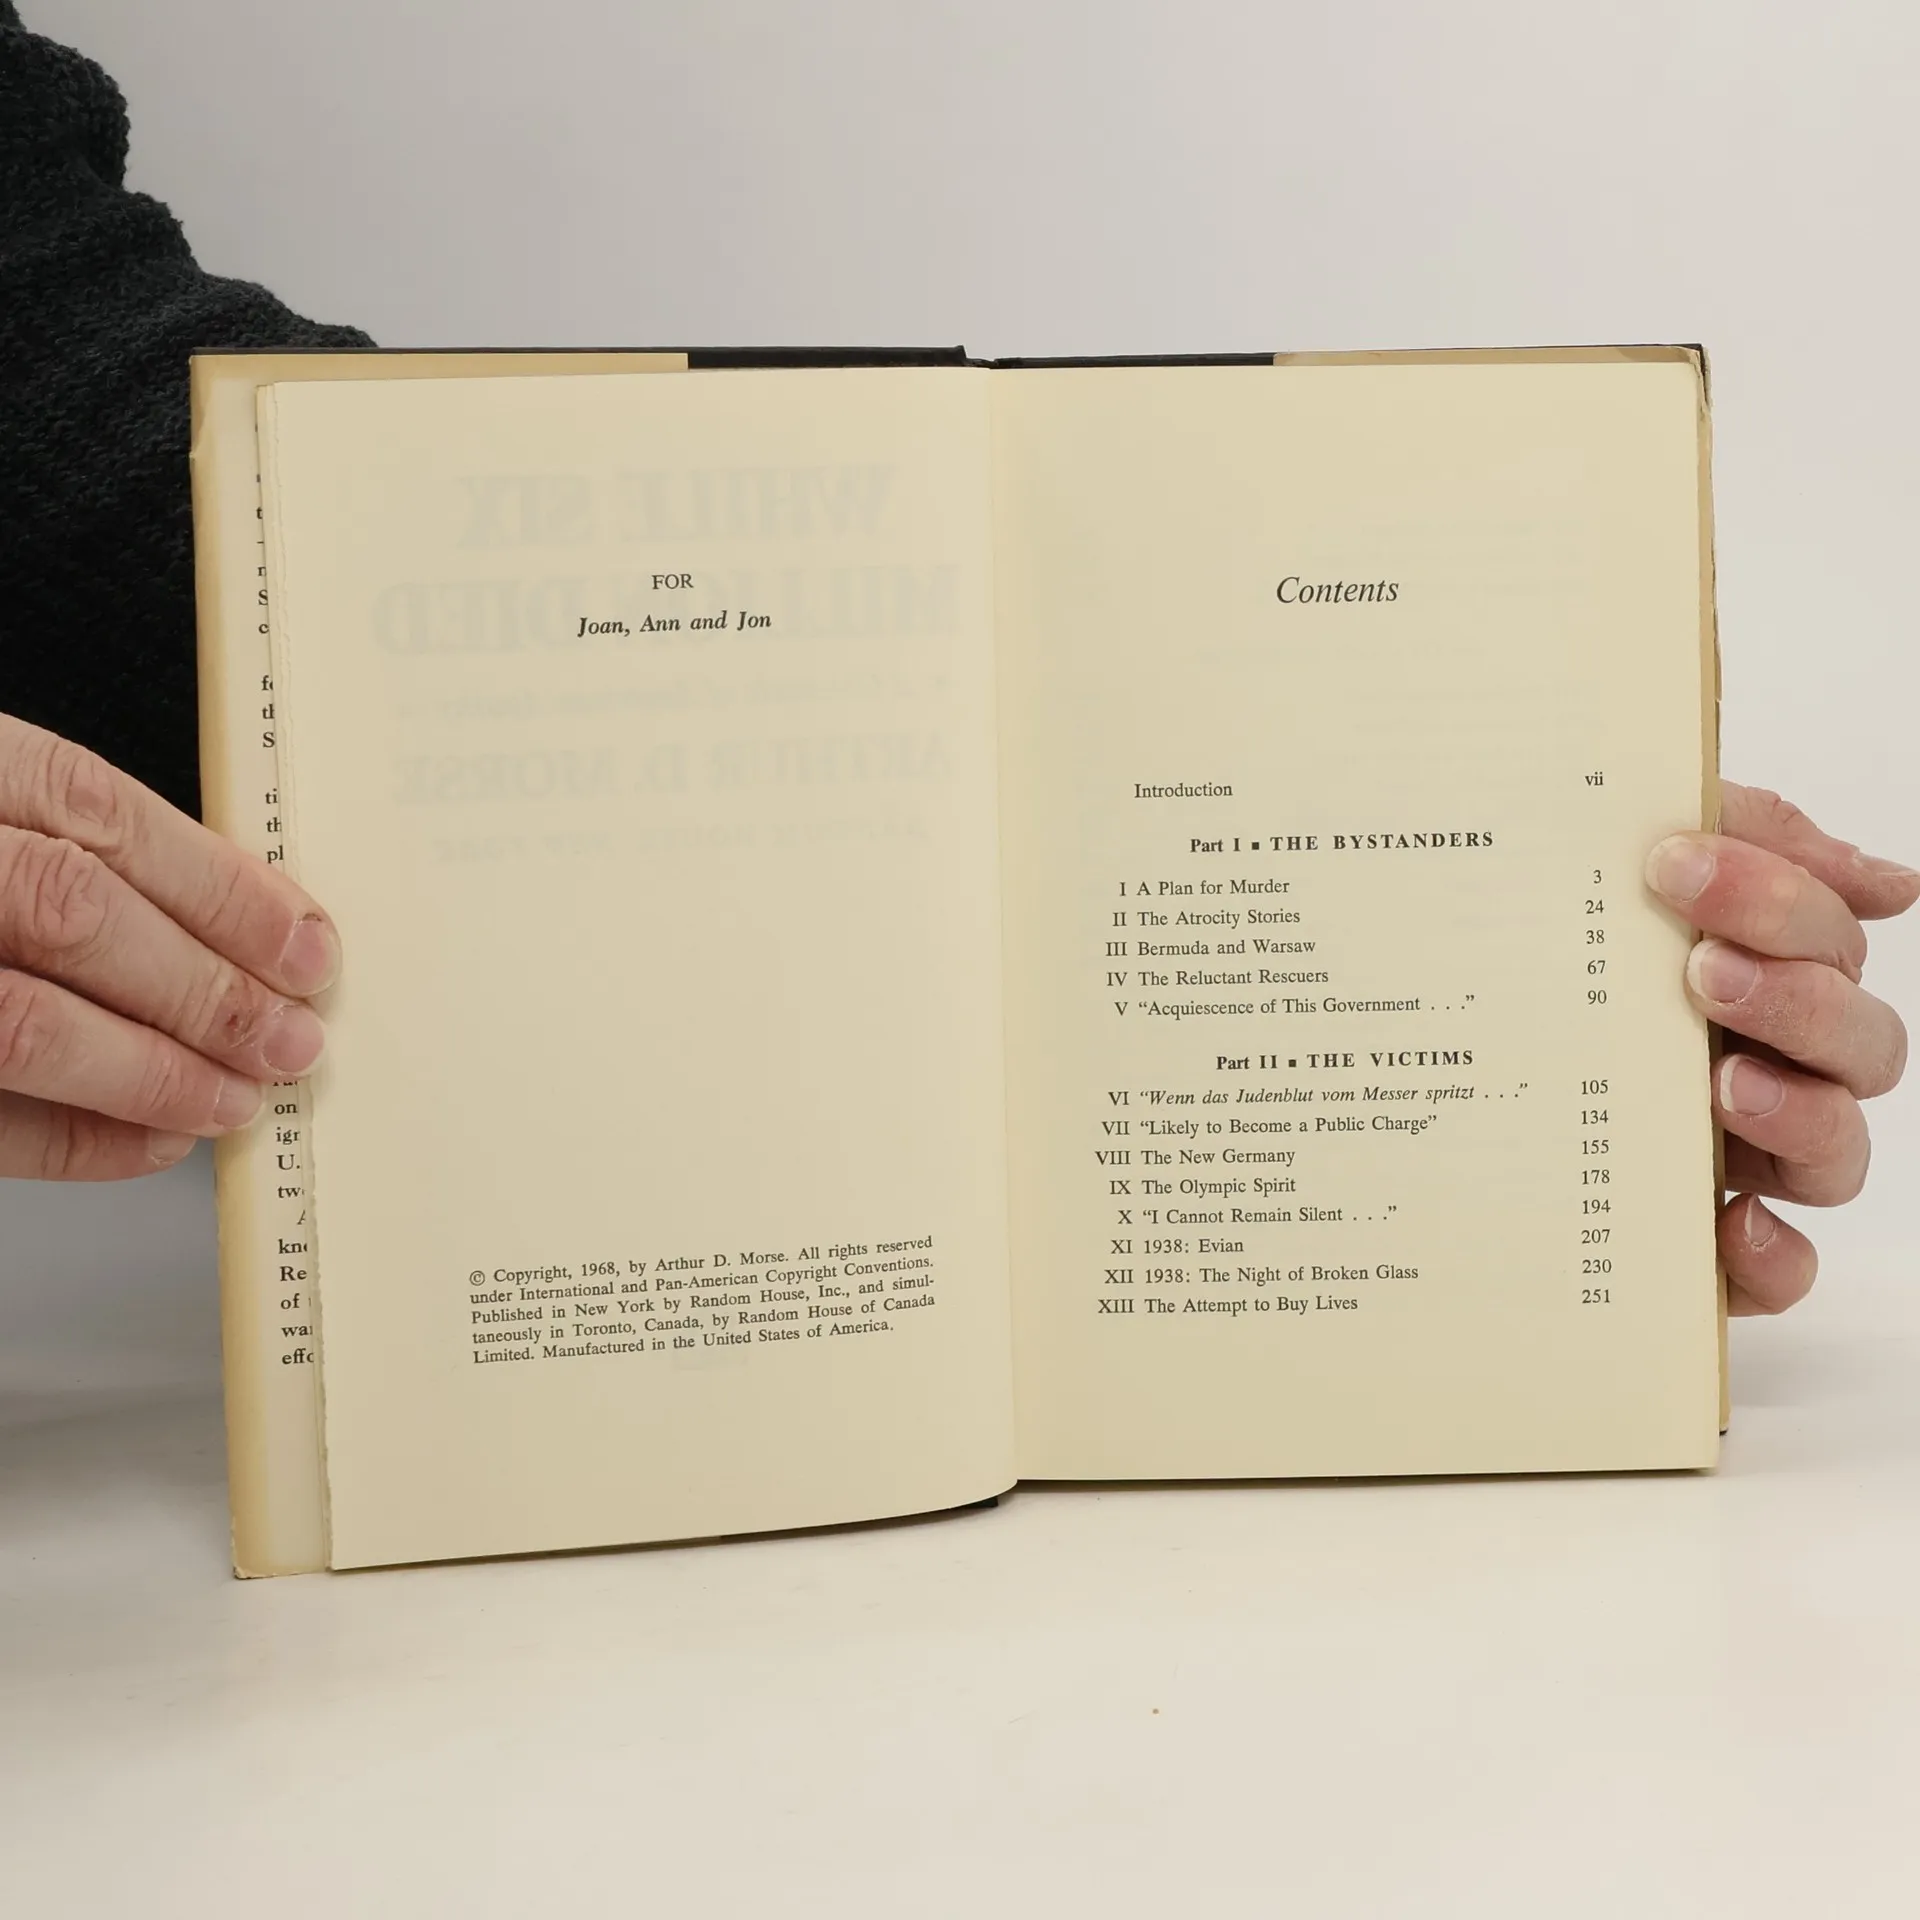 FOR
Joan, Ann and Jon
© Copyright, 1968, by Arthur D. Morse. All rights reserved
under International and Pan-American Copyright Conventions.
Published in New York by Random House, Inc., and simul-
taneously in Toronto, Canada, by Random House of Canada
Limited. Manufactured in the United States of America.
Contents
Introduction vii
Part I ▪ THE BYSTANDERS
I A Plan for Murder 3
II The Atrocity Stories 24
III Bermuda and Warsaw 38
IV The Reluctant Rescuers 67
V “Acquiescence of This Government . . .” 90
Part II ▪ THE VICTIMS
VI “Wenn das Judenblut vom Messer spritzt . . .” 105
VII “Likely to Become a Public Charge” 134
VIII The New Germany 155
IX The Olympic Spirit 178
X “I Cannot Remain Silent . . .” 194
XI 1938: Evian 207
XII 1938: The Night of Broken Glass 230
XIII The Attempt to Buy Lives 251